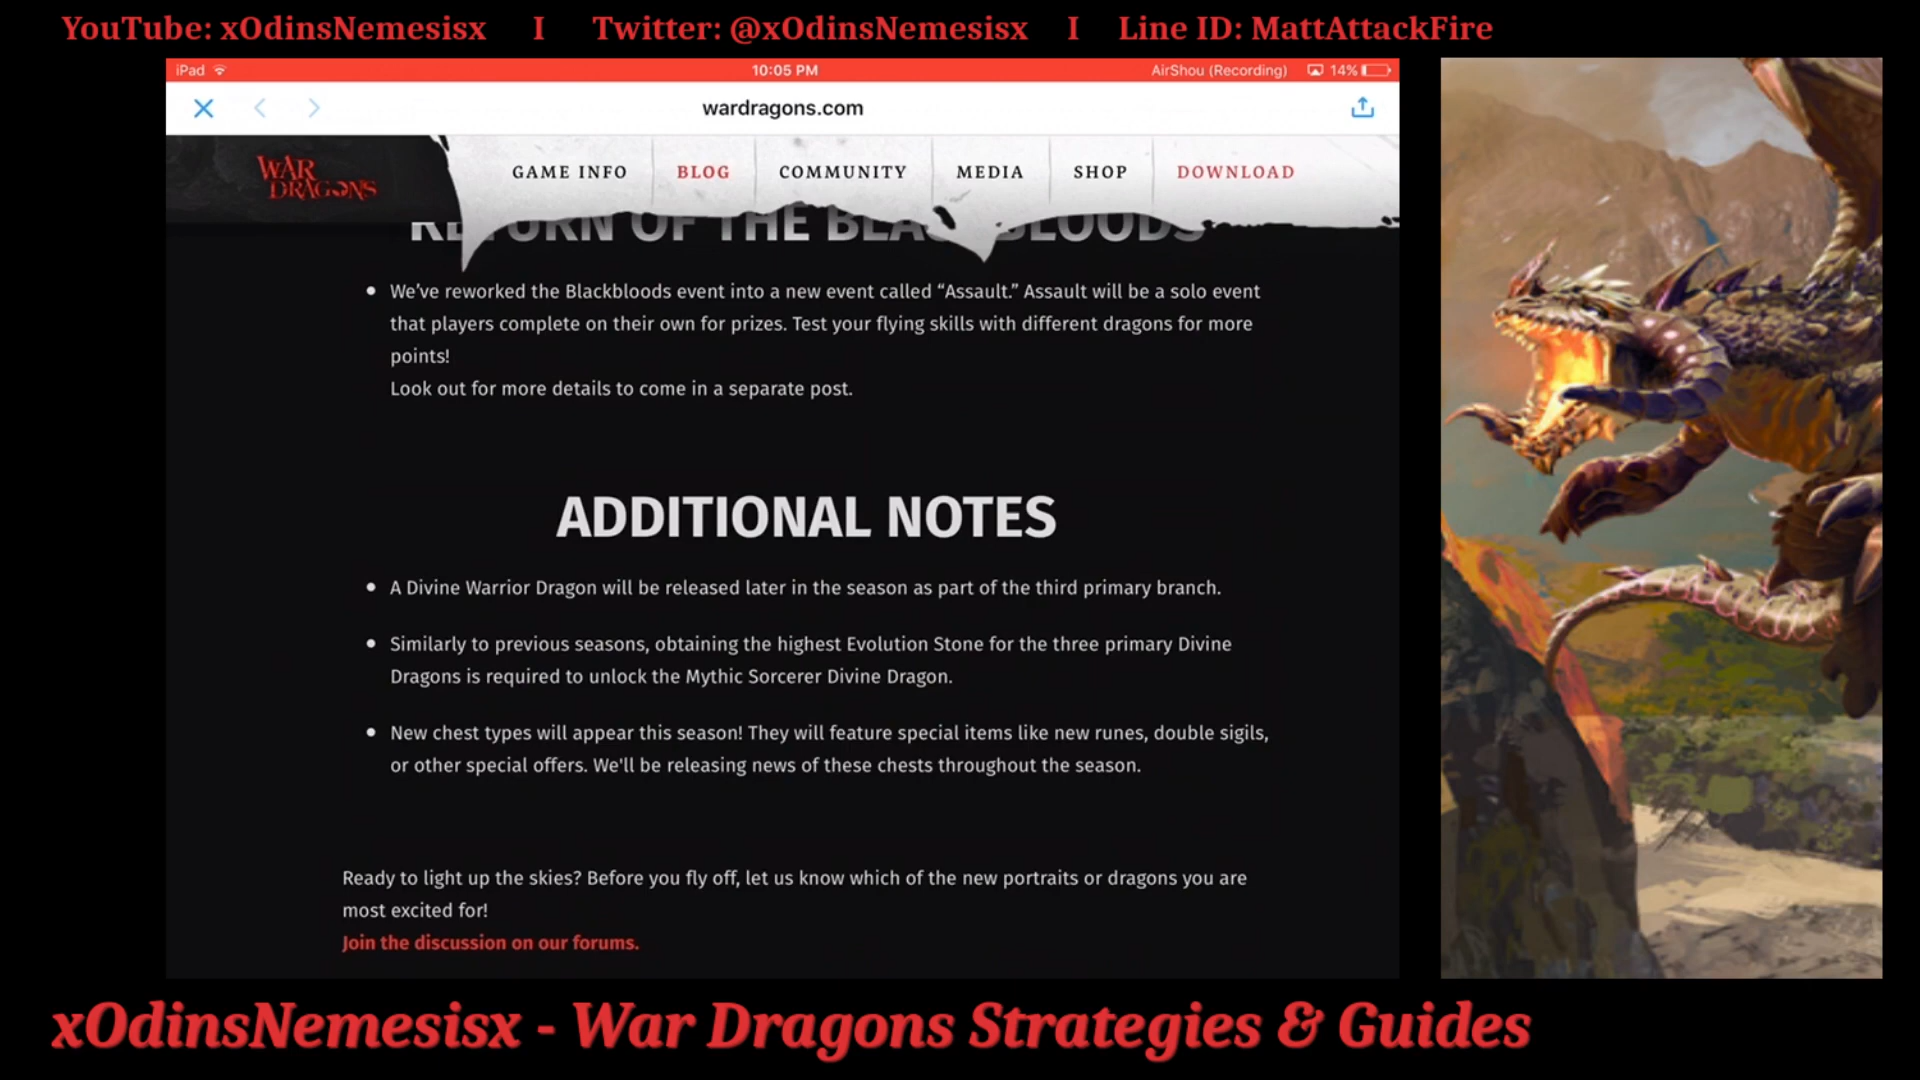 YouTube: xOdinsNemesisx I Twitter: @xOdinsNemesisx I Line ID: MattAttackFire
iPad 10:05 PM AirShou (Recording) 14%
wardragons.com
WAR DRAGONS
GAME INFO BLOG COMMUNITY MEDIA SHOP DOWNLOAD
RETURN OF THE BLACKBLOODS
• We've reworked the Blackbloods event into a new event called “Assault.” Assault will be a solo event
that players complete on their own for prizes. Test your flying skills with different dragons for more
points!
Look out for more details to come in a separate post.
ADDITIONAL NOTES
• A Divine Warrior Dragon will be released later in the season as part of the third primary branch.
• Similarly to previous seasons, obtaining the highest Evolution Stone for the three primary Divine
Dragons is required to unlock the Mythic Sorcerer Divine Dragon.
• New chest types will appear this season! They will feature special items like new runes, double sigils,
or other special offers. We'll be releasing news of these chests throughout the season.
Ready to light up the skies? Before you fly off, let us know which of the new portraits or dragons you are
most excited for!
Join the discussion on our forums.
xOdinsNemesisx - War Dragons Strategies & Guides